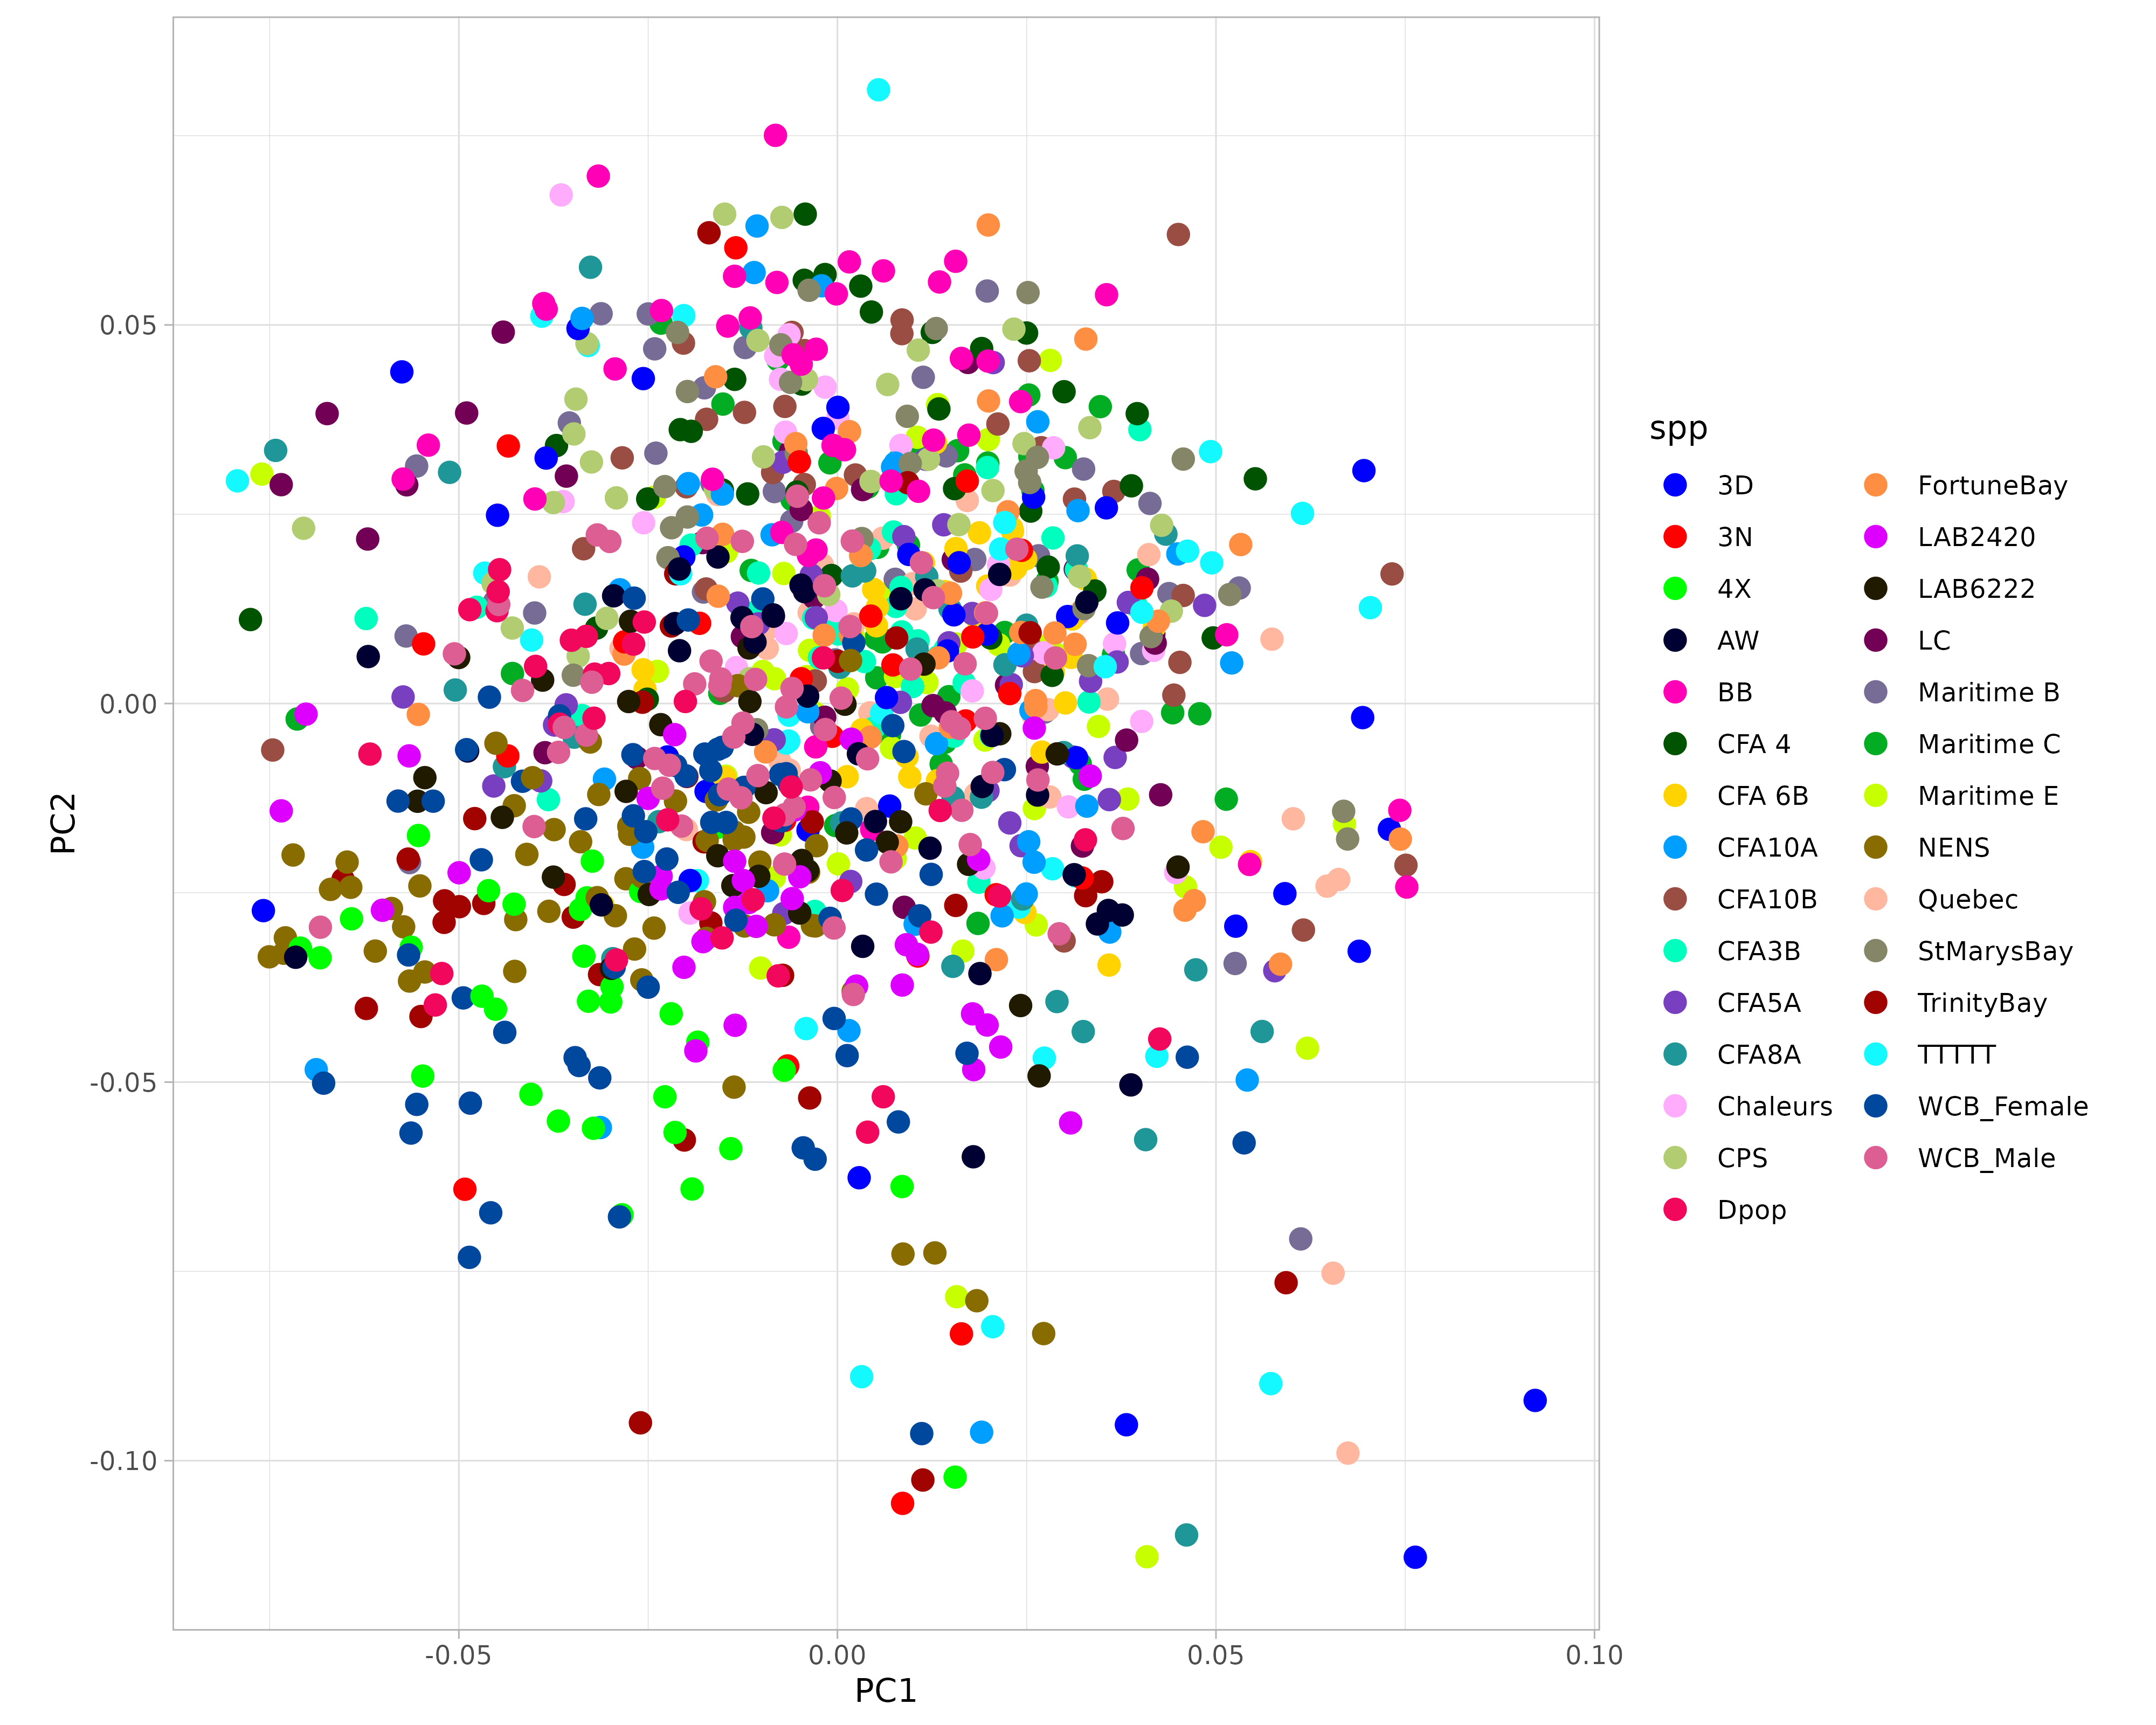 0.05
0.00
-0.05
-0.10
PC2
-0.05
0.00
0.05
0.10
PC1
spp
3D
3N
4X
AW
BB
CFA 4
CFA 6B
CFA10A
CFA10B
CFA3B
CFA5A
CFA8A
Chaleurs
CPS
Dpop
FortuneBay
LAB2420
LAB6222
LC
Maritime B
Maritime C
Maritime E
NENS
Quebec
StMarysBay
TrinityBay
TTTTT
WCB_Female
WCB_Male